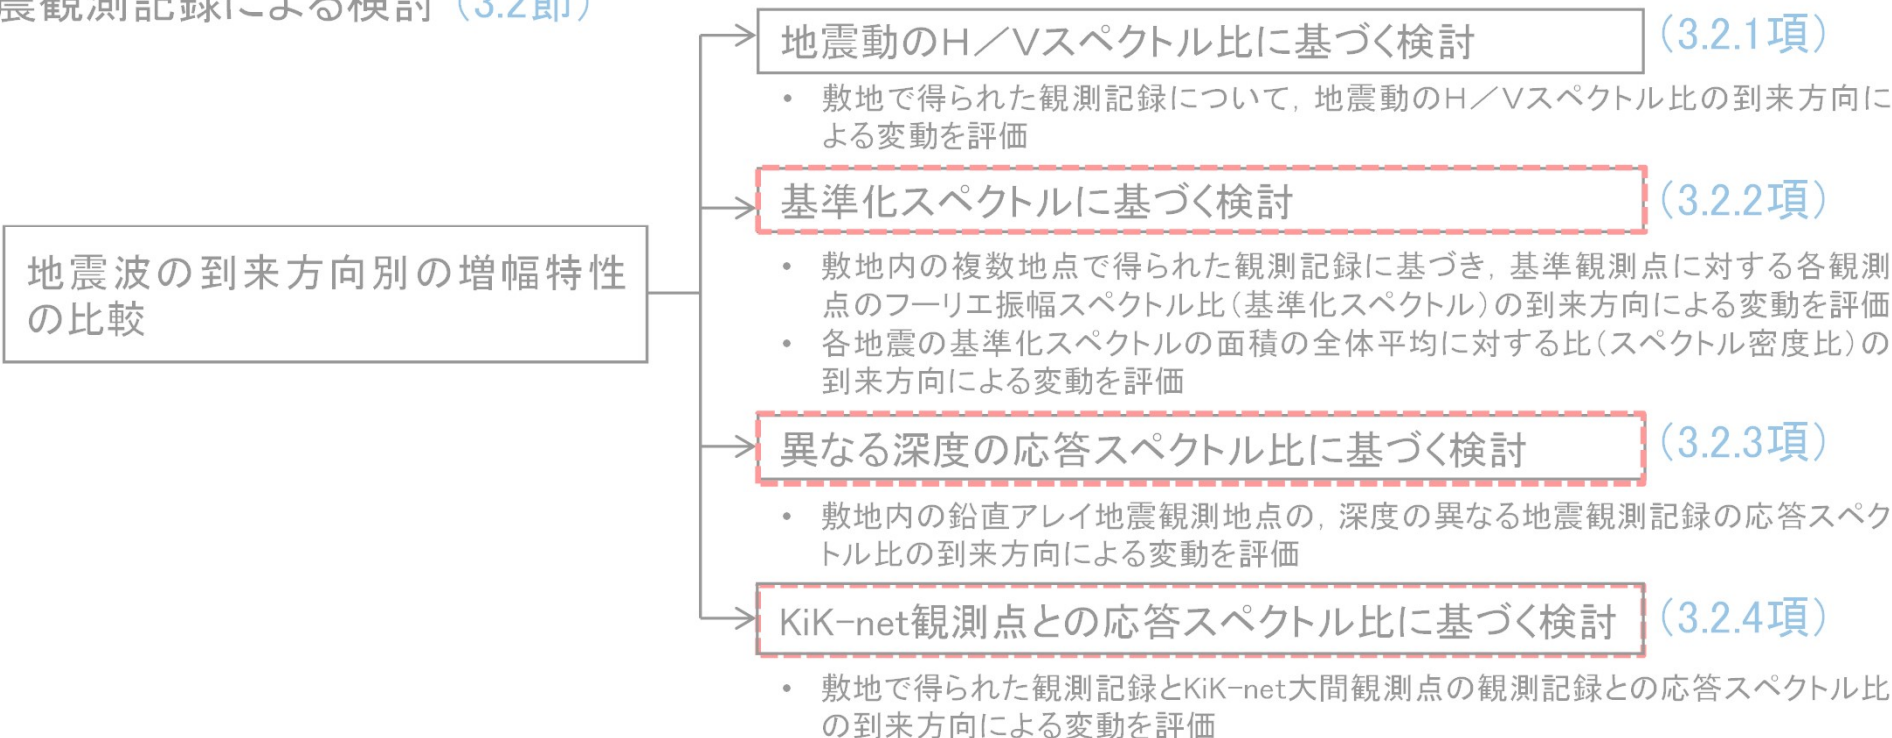 震観測記録による検討（3.2節）
地震動のＨ／Ｖスペクトル比に基づく検討
（3.2.1項）
• 敷地で得られた観測記録について，地震動のＨ／Ｖスペクトル比の到来方向に
よる変動を評価
基準化スペクトルに基づく検討
（3.2.2項）
地震波の到来方向別の増幅特性
の比較
• 敷地内の複数地点で得られた観測記録に基づき，基準観測点に対する各観測
点のフーリエ振幅スペクトル比（基準化スペクトル）の到来方向による変動を評価
• 各地震の基準化スペクトルの面積の全体平均に対する比（スペクトル密度比）の
到来方向による変動を評価
異なる深度の応答スペクトル比に基づく検討
（3.2.3項）
• 敷地内の鉛直アレイ地震観測地点の，深度の異なる地震観測記録の応答スペク
トル比の到来方向による変動を評価
KiK-net観測点との応答スペクトル比に基づく検討
（3.2.4項）
• 敷地で得られた観測記録とKiK-net大間観測点の観測記録との応答スペクトル比
の到来方向による変動を評価